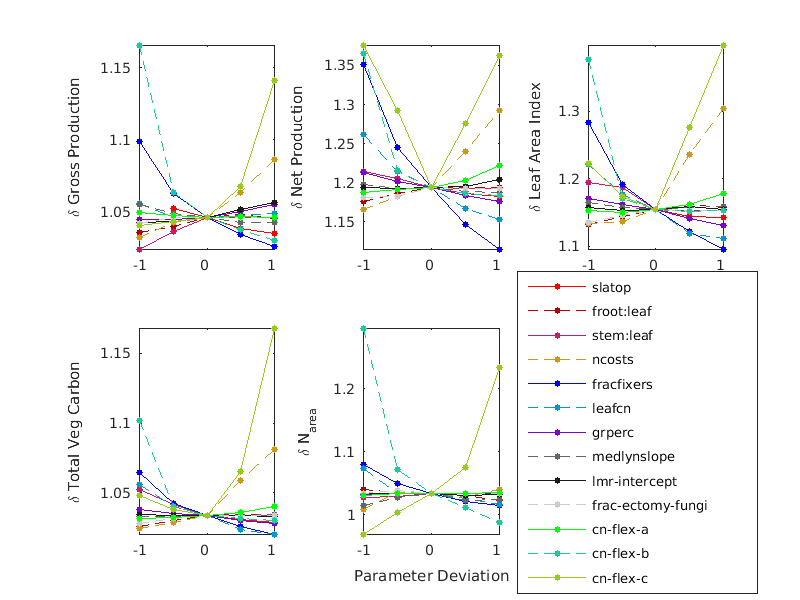 δ Gross Production
1.15
1.1
1.05
-1
0
1
δ Net Production
1.35
1.3
1.25
1.2
1.15
-1
0
1
δ Leaf Area Index
1.3
1.2
1.1
-1
0
1
δ Total Veg Carbon
1.15
1.1
1.05
-1
0
1
δ N_area
1.2
1.1
1
-1
0
1
Parameter Deviation
slatop
froot:leaf
stem:leaf
ncosts
fracfixers
leafcn
grperc
medlynslope
lmr-intercept
frac-ectomy-fungi
cn-flex-a
cn-flex-b
cn-flex-c